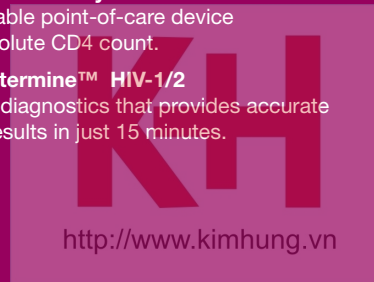 able point-of-care device
olute CD4 count.
termine™ HIV-1/2
diagnostics that provides accurate
esults in just 15 minutes.
KH
http://www.kimhung.vn